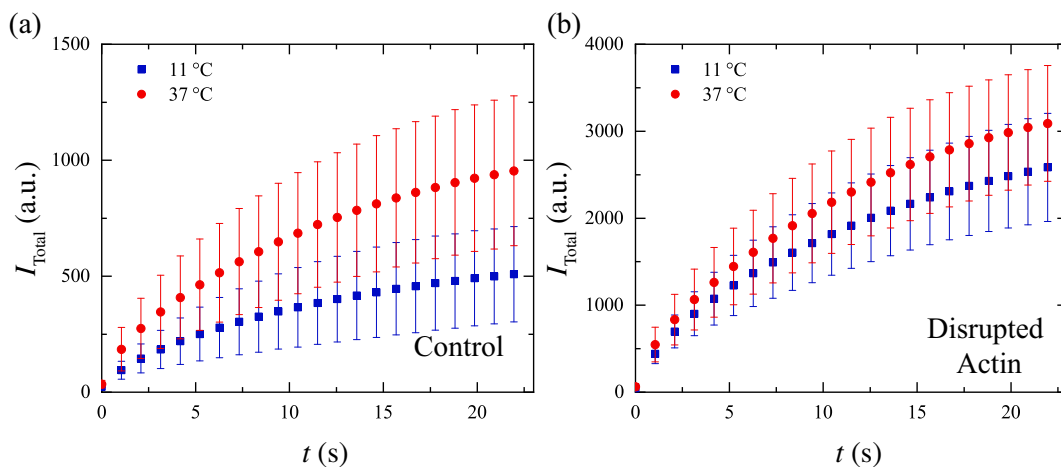 (a)
1500
1000
500
0
I_Total (a.u.)
11 °C
37 °C
Control
0 5 10 15 20
t (s)
(b)
4000
3000
2000
1000
0
I_Total (a.u.)
11 °C
37 °C
Disrupted
Actin
0 5 10 15 20
t (s)